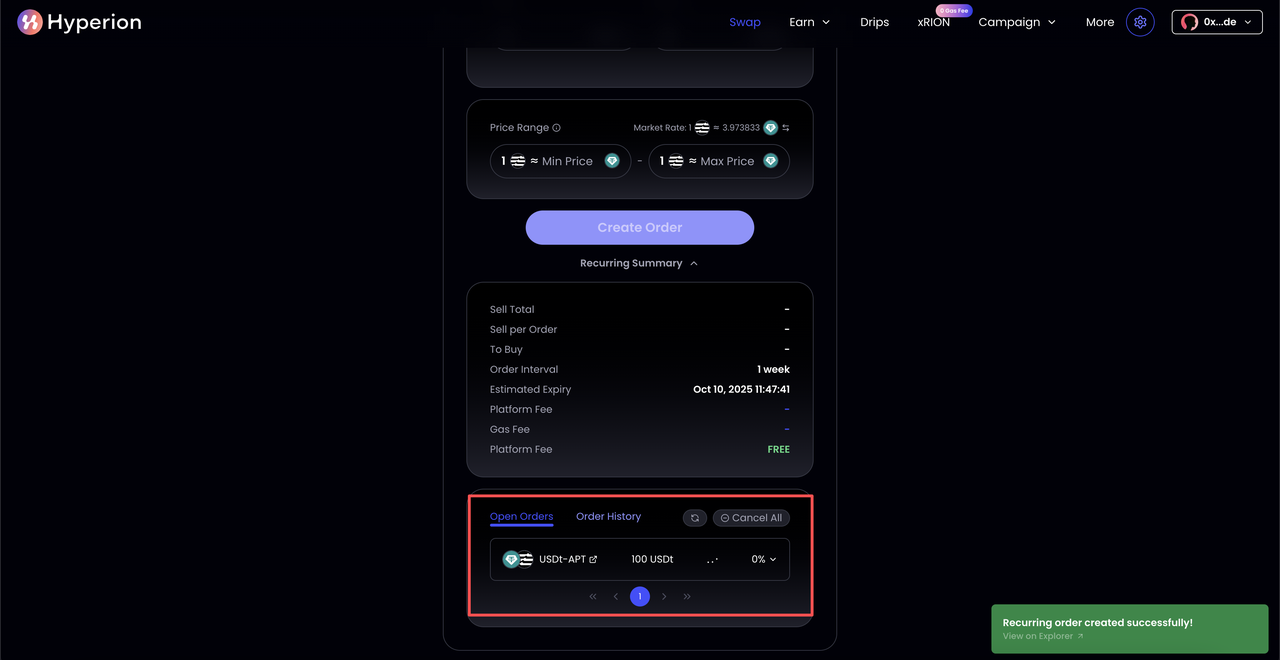 Hyperion
Swap Earn Drips xRION 0 Gas Fee Campaign More 0x...de
Price Range Market Rate: 1 ≈ 3.973833
1 ≈ Min Price - 1 ≈ Max Price
Create Order
Recurring Summary
Sell Total -
Sell per Order -
To Buy -
Order Interval 1 week
Estimated Expiry Oct 10, 2025 11:47:41
Platform Fee -
Gas Fee -
Platform Fee FREE
Open Orders Order History Cancel All
USDt-APT 100 USDt 0%
« ‹ 1 › »
Recurring order created successfully!
View on Explorer